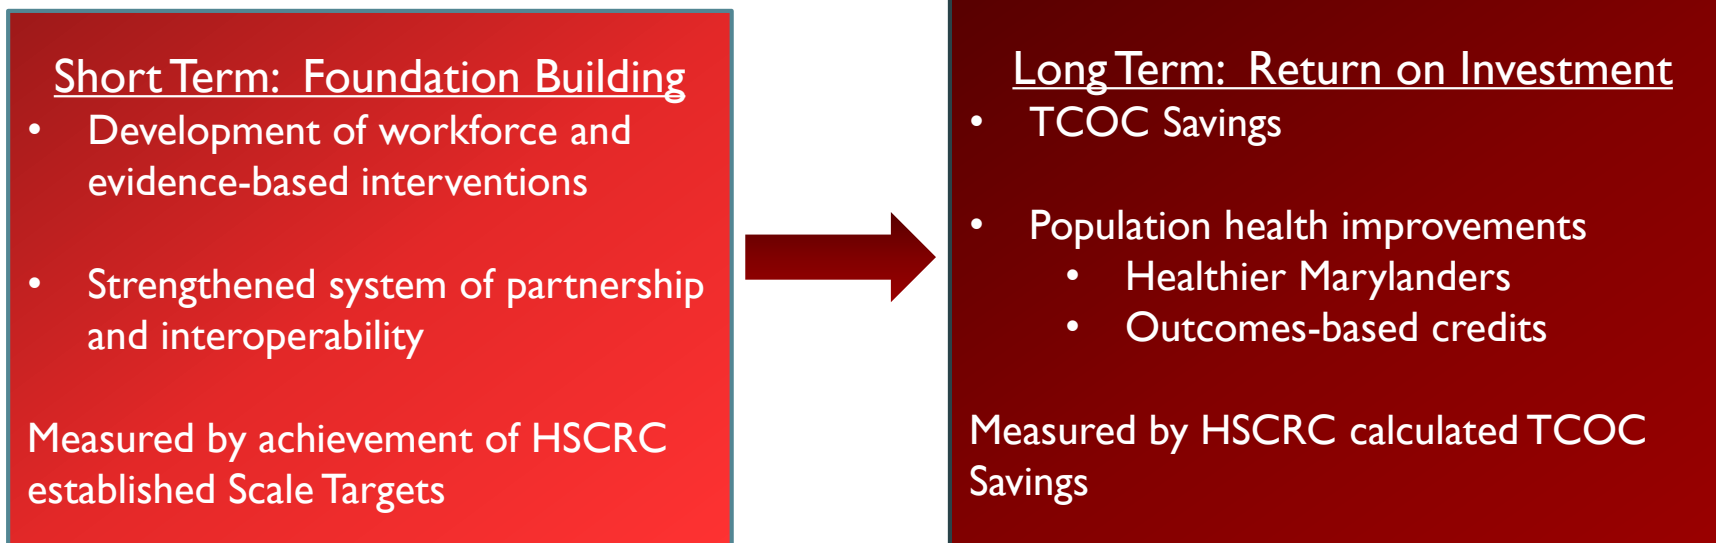 Short Term: Foundation Building
• Development of workforce and
evidence-based interventions
• Strengthened system of partnership
and interoperability
Measured by achievement of HSCRC
established Scale Targets
Long Term: Return on Investment
• TCOC Savings
• Population health improvements
• Healthier Marylanders
• Outcomes-based credits
Measured by HSCRC calculated TCOC
Savings